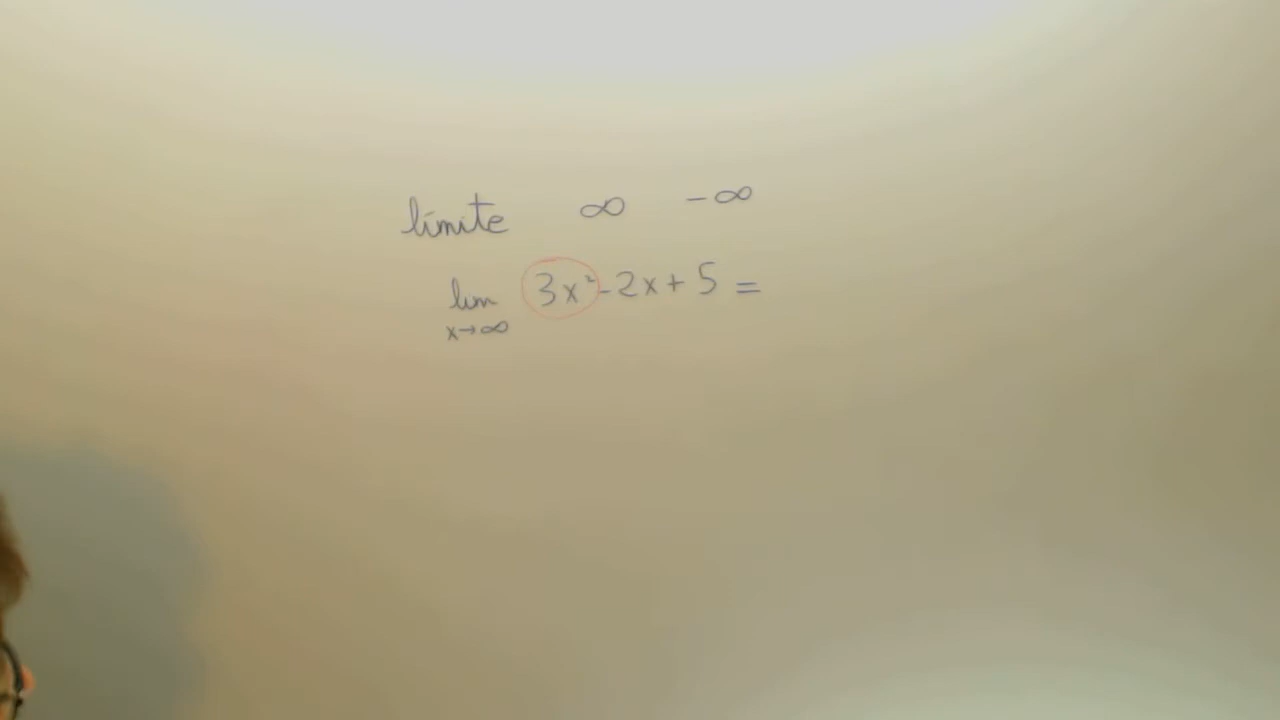 límite ∞ -∞
lim 3x²-2x+5=
x→∞